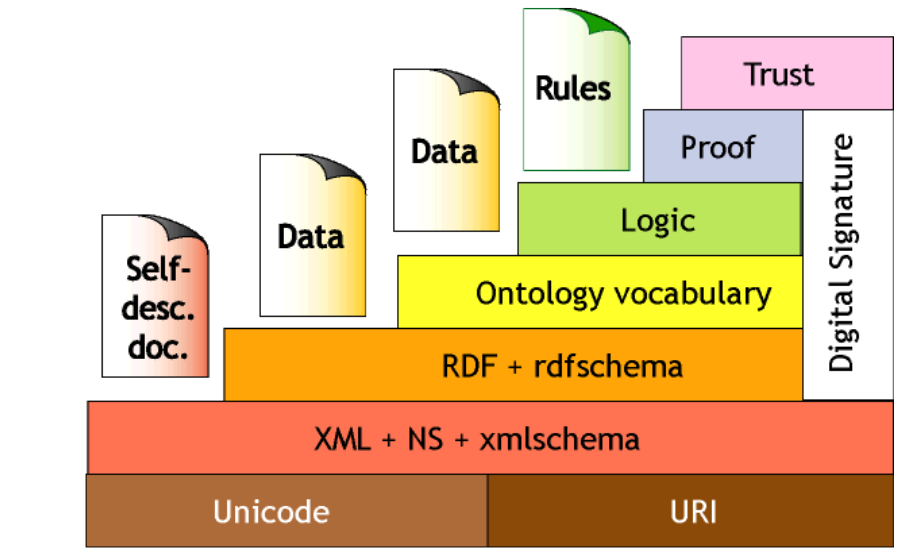 Rules
Trust
Data
Proof
Data
Logic
Digital Signature
Self-
desc.
doc.
Ontology vocabulary
RDF + rdfschema
XML + NS + xmlschema
Unicode
URI